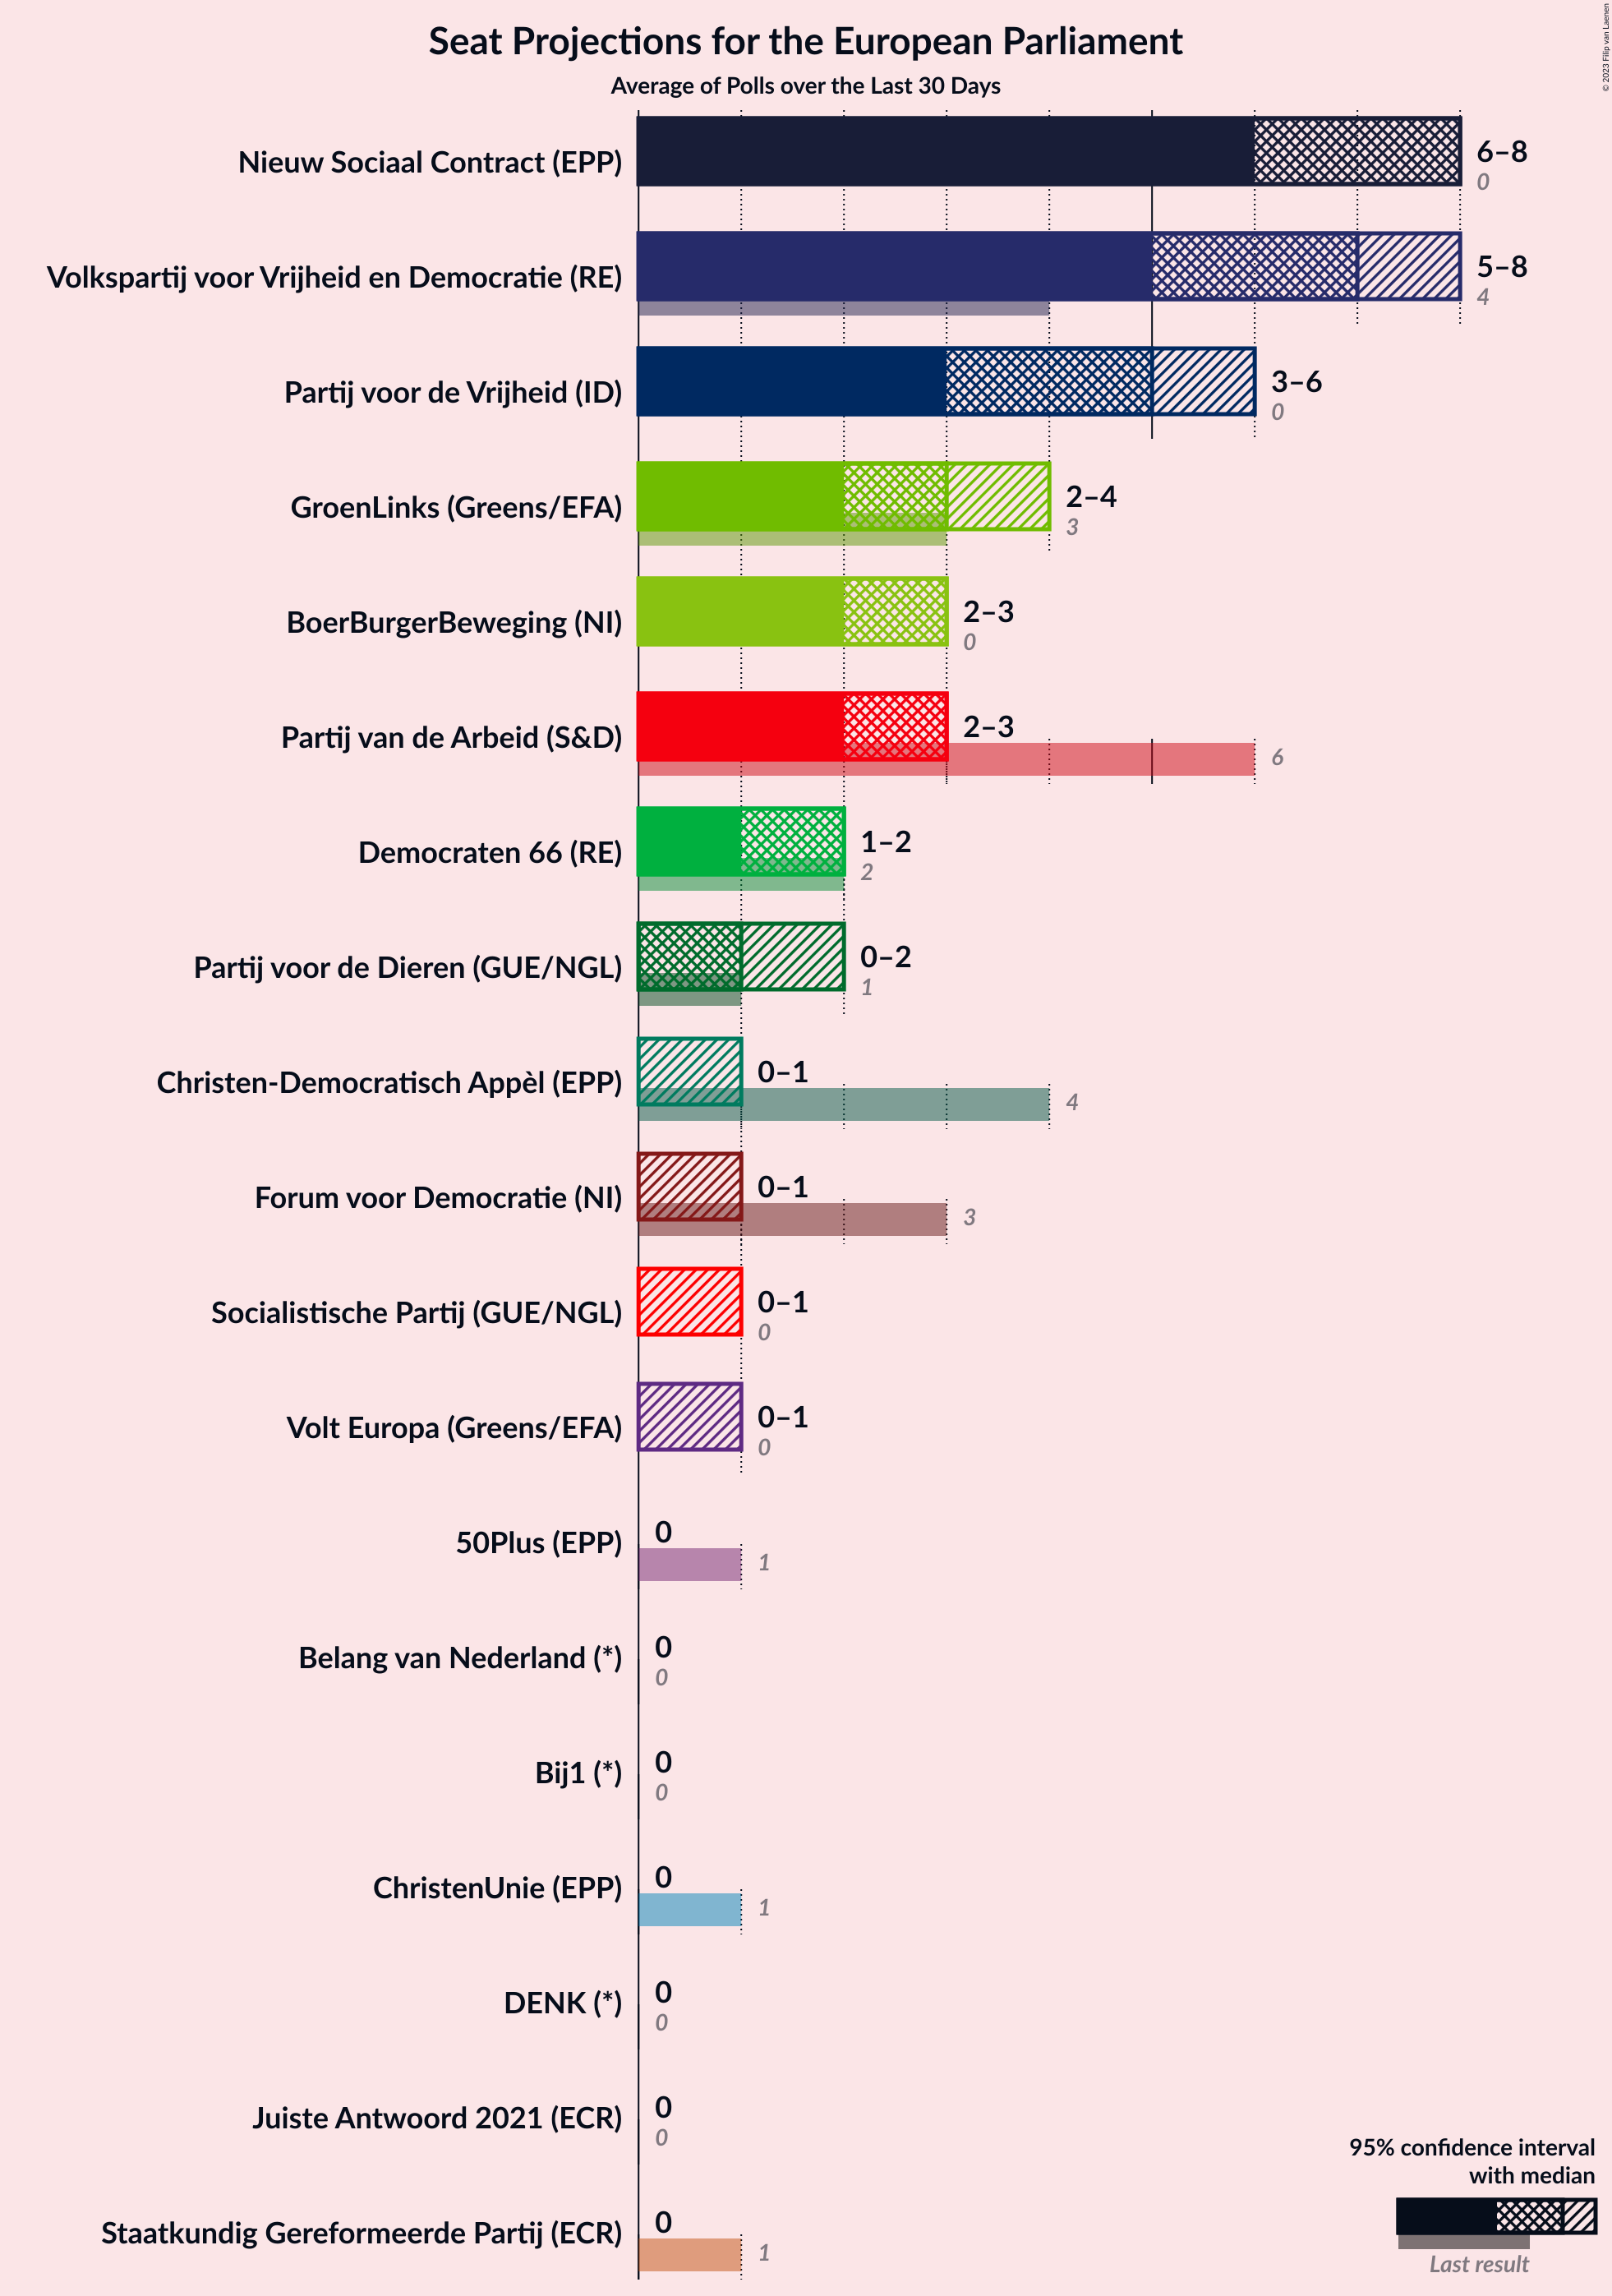 Seat Projections for the European Parliament
Average of Polls over the Last 30 Days
© 2023 Filip van Laenen
Nieuw Sociaal Contract (EPP)
6–8
0
Volkspartij voor Vrijheid en Democratie (RE)
5–8
4
Partij voor de Vrijheid (ID)
3–6
0
GroenLinks (Greens/EFA)
2–4
3
BoerBurgerBeweging (NI)
2–3
0
Partij van de Arbeid (S&D)
2–3
6
Democraten 66 (RE)
1–2
2
Partij voor de Dieren (GUE/NGL)
0–2
1
Christen-Democratisch Appèl (EPP)
0–1
4
Forum voor Democratie (NI)
0–1
3
Socialistische Partij (GUE/NGL)
0–1
0
Volt Europa (Greens/EFA)
0–1
0
50Plus (EPP)
0
1
Belang van Nederland (*)
0
0
Bij1 (*)
0
0
ChristenUnie (EPP)
0
1
DENK (*)
0
0
Juiste Antwoord 2021 (ECR)
0
0
Staatkundig Gereformeerde Partij (ECR)
0
1
95% confidence interval
with median
Last result